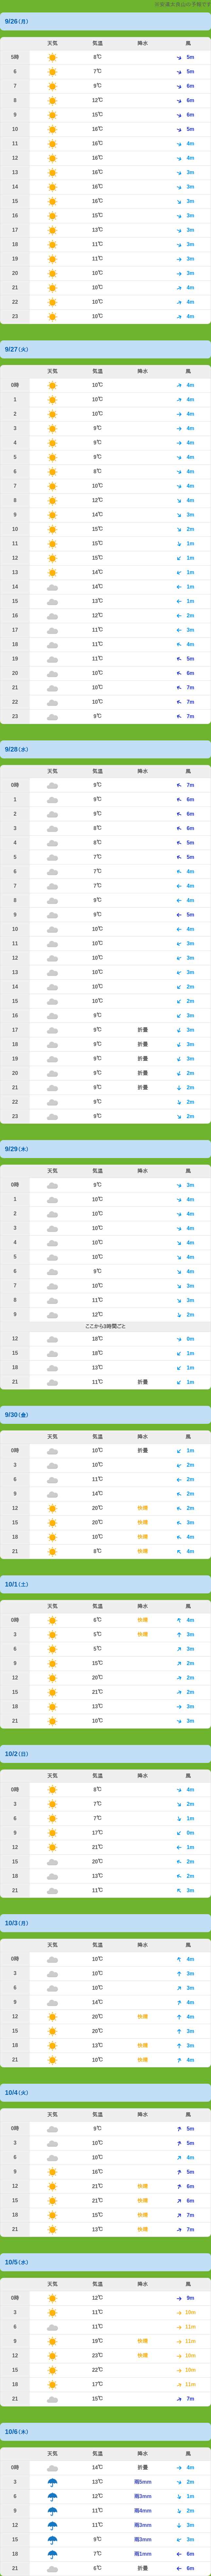 9/26(月)
天気 気温 降水 風
5時 8℃ 5m
6 7℃ 5m
7 9℃ 6m
8 12℃ 6m
9 15℃ 6m
10 16℃ 5m
11 16℃ 4m
12 16℃ 4m
13 16℃ 3m
14 16℃ 3m
15 16℃ 3m
16 15℃ 3m
17 13℃ 3m
18 11℃ 3m
19 11℃ 3m
20 10℃ 3m
21 10℃ 4m
22 10℃ 4m
23 10℃ 4m
9/27(火)
天気 気温 降水 風
0時 10℃ 4m
1 10℃ 4m
2 10℃ 4m
3 9℃ 4m
4 9℃ 4m
5 9℃ 4m
6 8℃ 4m
7 10℃ 4m
8 12℃ 4m
9 14℃ 3m
10 15℃ 2m
11 15℃ 1m
12 15℃ 1m
13 14℃ 1m
14 14℃ 1m
15 13℃ 1m
16 12℃ 2m
17 11℃ 3m
18 11℃ 4m
19 11℃ 5m
20 10℃ 6m
21 10℃ 7m
22 10℃ 7m
23 9℃ 7m
9/28(水)
天気 気温 降水 風
0時 9℃ 7m
1 9℃ 6m
2 9℃ 6m
3 8℃ 6m
4 8℃ 5m
5 7℃ 5m
6 7℃ 4m
7 7℃ 4m
8 9℃ 4m
9 9℃ 5m
10 10℃ 4m
11 10℃ 3m
12 10℃ 3m
13 10℃ 3m
14 10℃ 2m
15 10℃ 2m
16 9℃ 3m
17 9℃ 折畳 3m
18 9℃ 折畳 3m
19 9℃ 折畳 3m
20 9℃ 折畳 2m
21 9℃ 折畳 2m
22 9℃ 2m
23 9℃ 2m
9/29(木)
天気 気温 降水 風
0時 9℃ 3m
1 10℃ 4m
2 10℃ 4m
3 10℃ 4m
4 10℃ 4m
5 10℃ 4m
6 9℃ 4m
7 10℃ 3m
8 11℃ 3m
9 12℃ 2m
ここから3時間ごと
12 18℃ 0m
15 18℃ 1m
18 13℃ 1m
21 11℃ 折畳 1m
9/30(金)
天気 気温 降水 風
0時 10℃ 折畳 1m
3 10℃ 2m
6 11℃ 2m
9 14℃ 2m
12 20℃ 快晴 2m
15 20℃ 快晴 3m
18 10℃ 快晴 4m
21 8℃ 快晴 4m
10/1(土)
天気 気温 降水 風
0時 6℃ 快晴 4m
3 5℃ 快晴 3m
6 5℃ 3m
9 15℃ 2m
12 20℃ 2m
15 21℃ 2m
18 13℃ 3m
21 10℃ 3m
10/2(日)
天気 気温 降水 風
0時 8℃ 4m
3 7℃ 2m
6 7℃ 1m
9 17℃ 0m
12 21℃ 1m
15 20℃ 2m
18 13℃ 2m
21 11℃ 3m
10/3(月)
天気 気温 降水 風
0時 10℃ 4m
3 10℃ 3m
6 10℃ 3m
9 14℃ 4m
12 20℃ 快晴 4m
15 20℃ 3m
18 13℃ 快晴 3m
21 10℃ 快晴 4m
10/4(火)
天気 気温 降水 風
0時 9℃ 5m
3 10℃ 5m
6 10℃ 4m
9 16℃ 5m
12 21℃ 快晴 6m
15 21℃ 快晴 6m
18 15℃ 快晴 7m
21 13℃ 快晴 7m
10/5(水)
天気 気温 降水 風
0時 12℃ 9m
3 11℃ 10m
6 11℃ 11m
9 19℃ 快晴 11m
12 23℃ 快晴 10m
15 22℃ 10m
18 17℃ 11m
21 15℃ 7m
10/6(木)
天気 気温 降水 風
0時 14℃ 折畳 4m
3 13℃ 雨5mm 2m
6 12℃ 雨3mm 1m
9 11℃ 雨4mm 2m
12 11℃ 雨3mm 3m
15 9℃ 雨3mm 3m
18 7℃ 雨1mm 6m
21 6℃ 折畳 6m